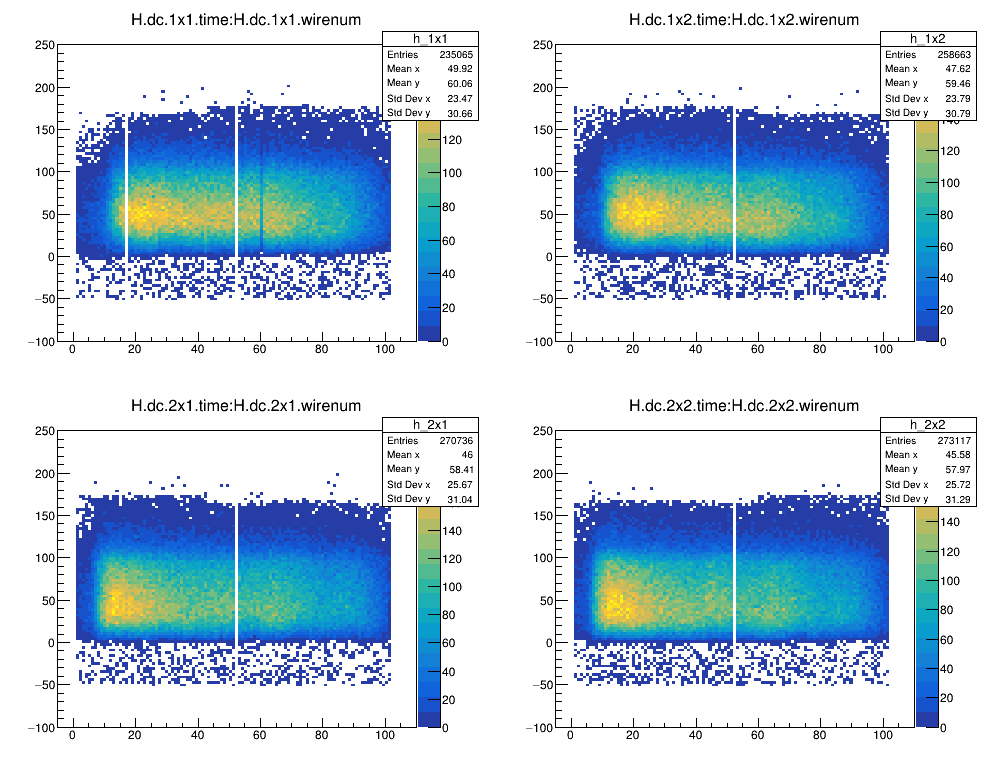 H.dc.1x1.time:H.dc.1x1.wirenum
h_1x1
Entries 235065
Mean x 49.92
Mean y 60.06
Std Dev x 23.47
Std Dev y 30.66
250
200
150
100
50
0
−50
−100
0 20 40 60 80 100
120
100
80
60
40
20
0
H.dc.1x2.time:H.dc.1x2.wirenum
h_1x2
Entries 258663
Mean x 47.62
Mean y 59.46
Std Dev x 23.79
Std Dev y 30.79
250
200
150
100
50
0
−50
−100
0 20 40 60 80 100
140
120
100
80
60
40
20
0
H.dc.2x1.time:H.dc.2x1.wirenum
h_2x1
Entries 270736
Mean x 46
Mean y 58.41
Std Dev x 25.67
Std Dev y 31.04
250
200
150
100
50
0
−50
−100
0 20 40 60 80 100
140
120
100
80
60
40
20
0
H.dc.2x2.time:H.dc.2x2.wirenum
h_2x2
Entries 273117
Mean x 45.58
Mean y 57.97
Std Dev x 25.72
Std Dev y 31.29
250
200
150
100
50
0
−50
−100
0 20 40 60 80 100
140
120
100
80
60
40
20
0